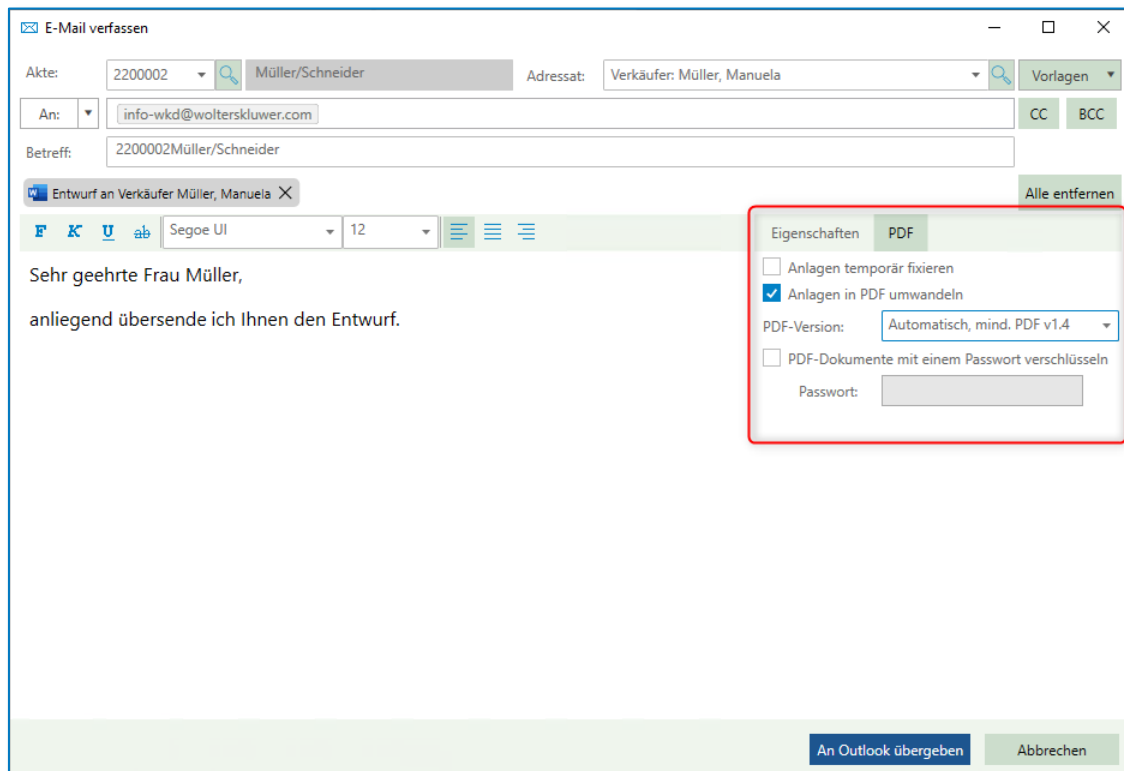 E-Mail verfassen
Akte: 2200002 Müller/Schneider Adressat: Verkäufer: Müller, Manuela Vorlagen
An: info-wkd@wolterskluwer.com CC BCC
Betreff: 2200002Müller/Schneider
Entwurf an Verkäufer Müller, Manuela Alle entfernen
F K U ab Segoe UI 12 Eigenschaften PDF
Sehr geehrte Frau Müller,
anliegend übersende ich Ihnen den Entwurf.
Anlagen temporär fixieren
Anlagen in PDF umwandeln
PDF-Version: Automatisch, mind. PDF v1.4
PDF-Dokumente mit einem Passwort verschlüsseln
Passwort:
An Outlook übergeben Abbrechen